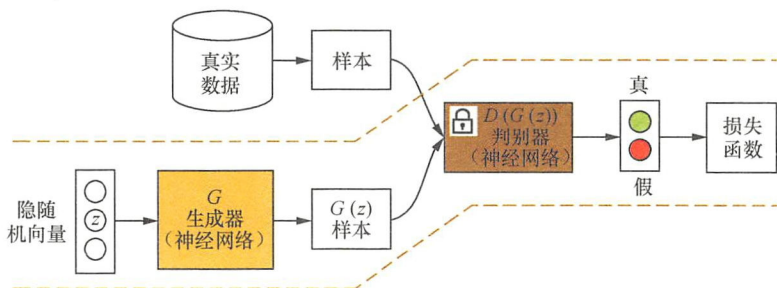 真实
数据
样本
D(G(z))
判别器
(神经网络)
真
假
损失
函数
隐随
机向量
z
G
生成器
(神经网络)
G(z)
样本